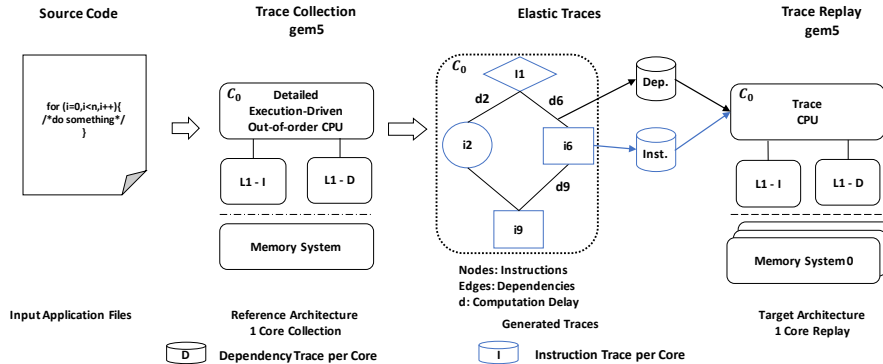 Source Code
Trace Collection
gem5
Elastic Traces
Trace Replay
gem5
for (i=0,i<n,i++){
/*do something*/
}
C₀
Detailed
Execution-Driven
Out-of-order CPU
L1 - I
L1 - D
Memory System
C₀
I1
d2
d6
i2
i6
d9
i9
Dep.
Inst.
C₀
Trace
CPU
L1 - I
L1 - D
Memory System 0
Nodes: Instructions
Edges: Dependencies
d: Computation Delay
Input Application Files
Reference Architecture
1 Core Collection
Generated Traces
Target Architecture
1 Core Replay
D
Dependency Trace per Core
I
Instruction Trace per Core